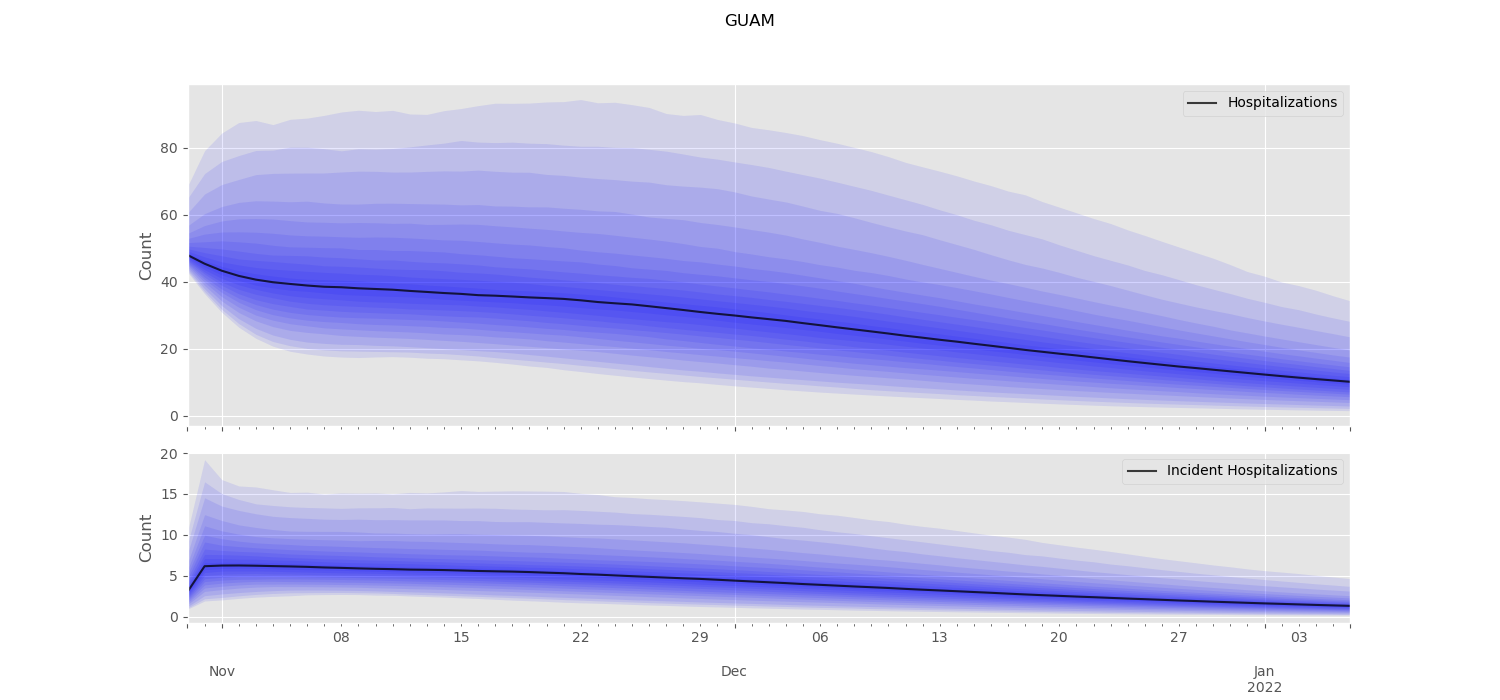 GUAM
Hospitalizations
80
60
40
20
0
Count
Incident Hospitalizations
20
15
10
5
0
Count
08 15 22 29 06 13 20 27 03
Nov Dec Jan
2022